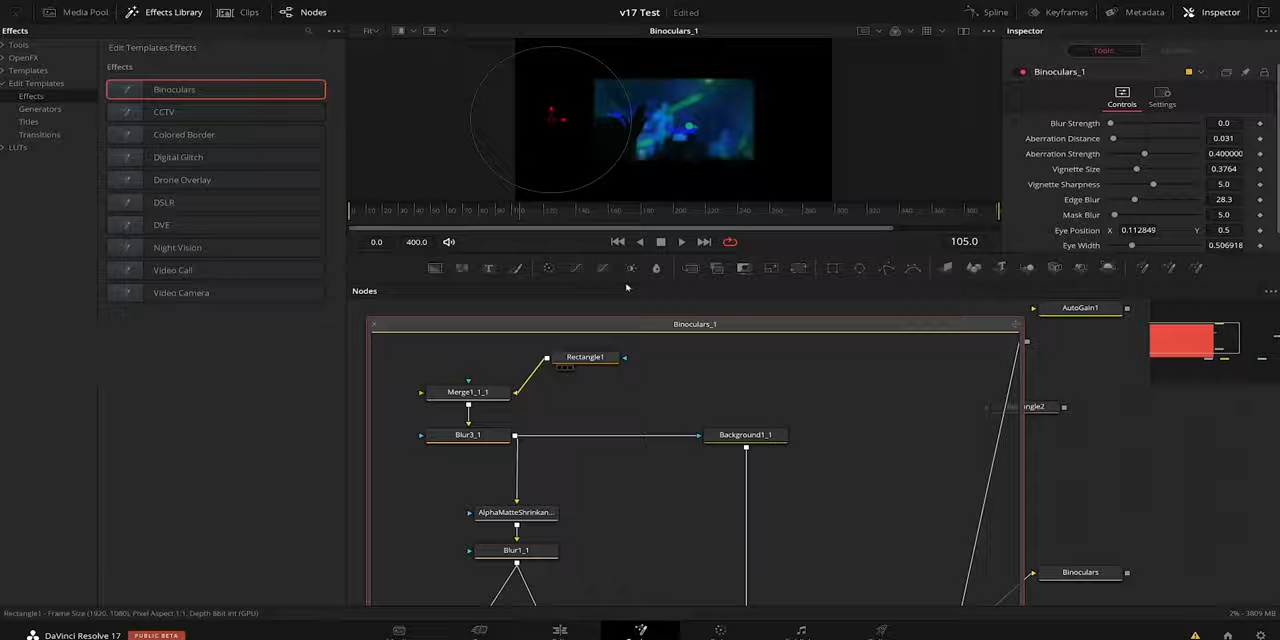 Media Pool
Effects Library
Clips
Nodes
v17 Test
Edited
Spline
Keyframes
Metadata
Inspector
Effects
Tools
OpenFX
Templates
Edit Templates
Effects
Generators
Titles
Transitions
LUTs
Edit Templates:Effects
Effects
Binoculars
CCTV
Colored Border
Digital Glitch
Drone Overlay
DSLR
DVE
Night Vision
Video Call
Video Camera
Fit
Binoculars_1
0.0
400.0
105.0
Inspector
Tools
Binoculars_1
Controls
Settings
Blur Strength 0.0
Aberration Distance 0.031
Aberration Strength 0.400000
Vignette Size 0.3764
Vignette Sharpness 5.0
Edge Blur 28.3
Mask Blur 5.0
Eye Position X 0.112849 Y 0.5
Eye Width 0.506918
Nodes
Binoculars_1
AutoGain1
Rectangle1
Merge1_1_1
Blur3_1
Background1_1
AlphaMatteShrinkan...
Blur1_1
Binoculars
Rectangle1 - Frame Size (1920, 1080), Pixel Aspect 1:1, Depth 8bit int (GPU)
2% - 3809 MB
DaVinci Resolve 17
PUBLIC BETA